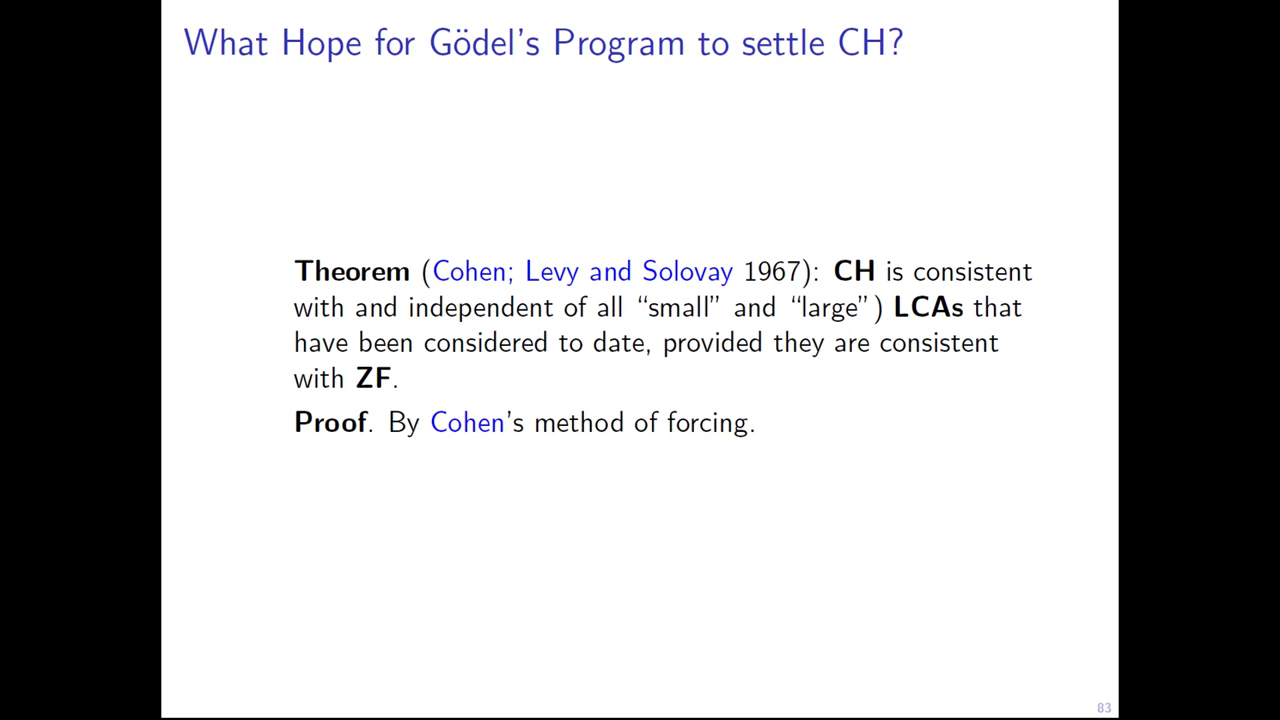 What Hope for Gödel's Program to settle CH?
Theorem (Cohen; Levy and Solovay 1967): CH is consistent
with and independent of all “small” and “large”) LCAs that
have been considered to date, provided they are consistent
with ZF.
Proof. By Cohen's method of forcing.
83